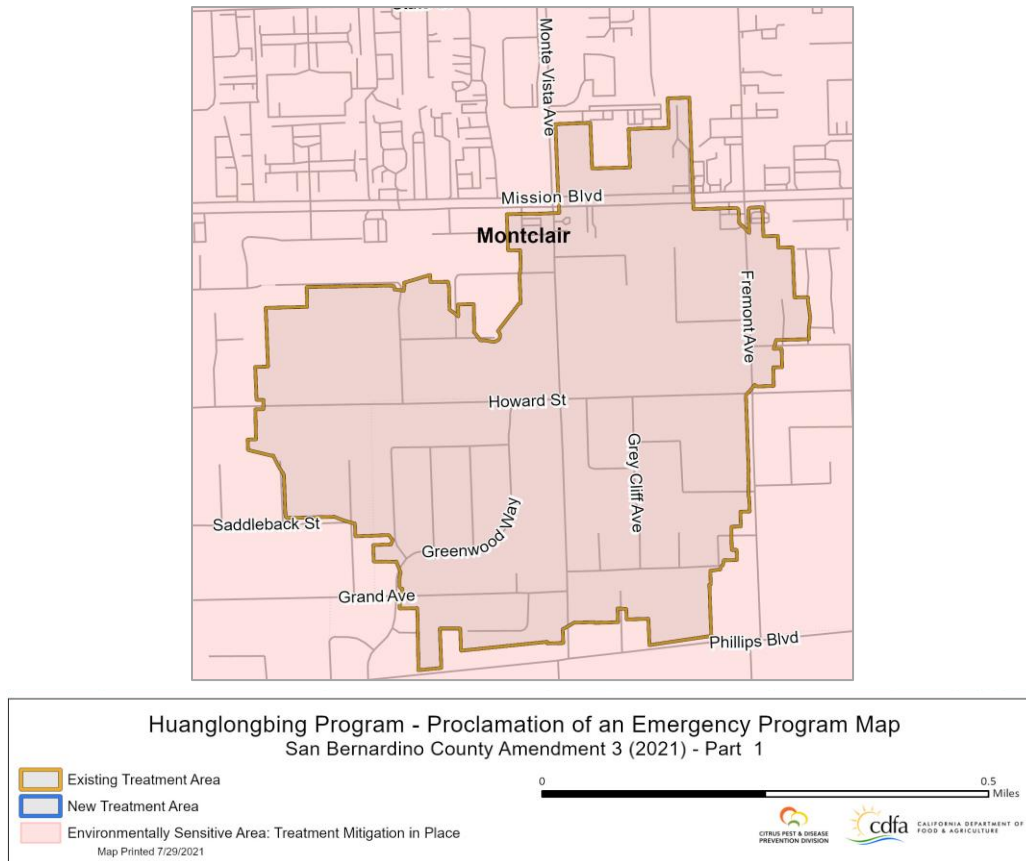 Monte Vista Ave
Mission Blvd
Montclair
Fremont Ave
Howard St
Grey Cliff Ave
Saddleback St
Greenwood Way
Grand Ave
Phillips Blvd
Huanglongbing Program - Proclamation of an Emergency Program Map
San Bernardino County Amendment 3 (2021) - Part 1
Existing Treatment Area
New Treatment Area
Environmentally Sensitive Area: Treatment Mitigation in Place
Map Printed 7/29/2021
0 0.5
Miles
CITRUS PEST & DISEASE
PREVENTION DIVISION
cdfa
CALIFORNIA DEPARTMENT OF
FOOD & AGRICULTURE